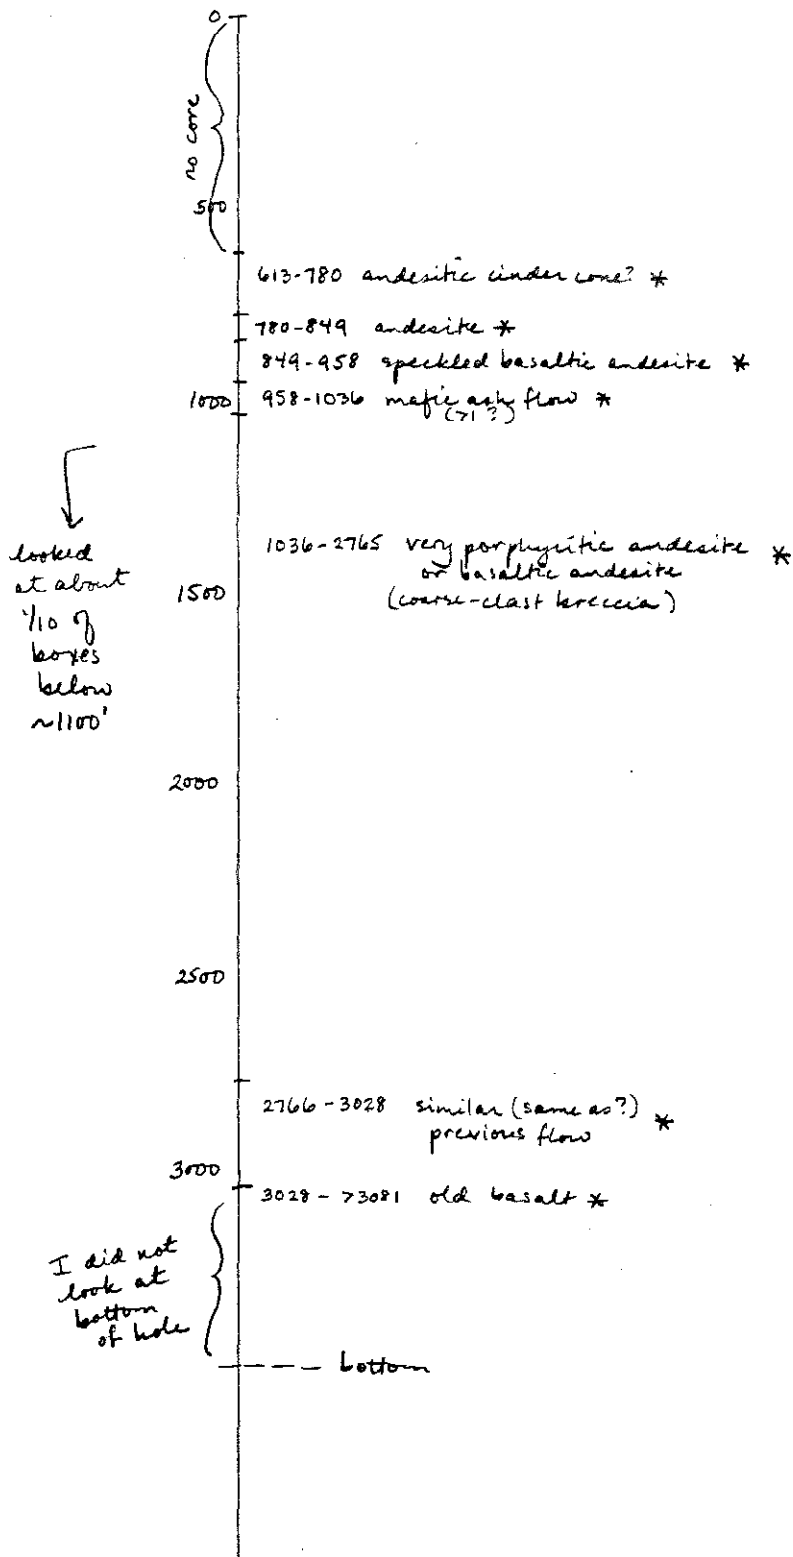 0
no core
500
613-780 andesitic cinder cone? *
780-849 andesite *
849-958 speckled basaltic andesite *
1000 958-1036 mafic ash flow *
(>1?)
looked
at about
1/10 of
boxes
below
~1100'
1036-2765 very porphyritic andesite *
or basaltic andesite
(coarse-clast breccia)
1500
2000
2500
2766-3028 similar (same as?) *
previous flow
3000
3028->3081 old basalt *
I did not
look at
bottom
of hole
bottom